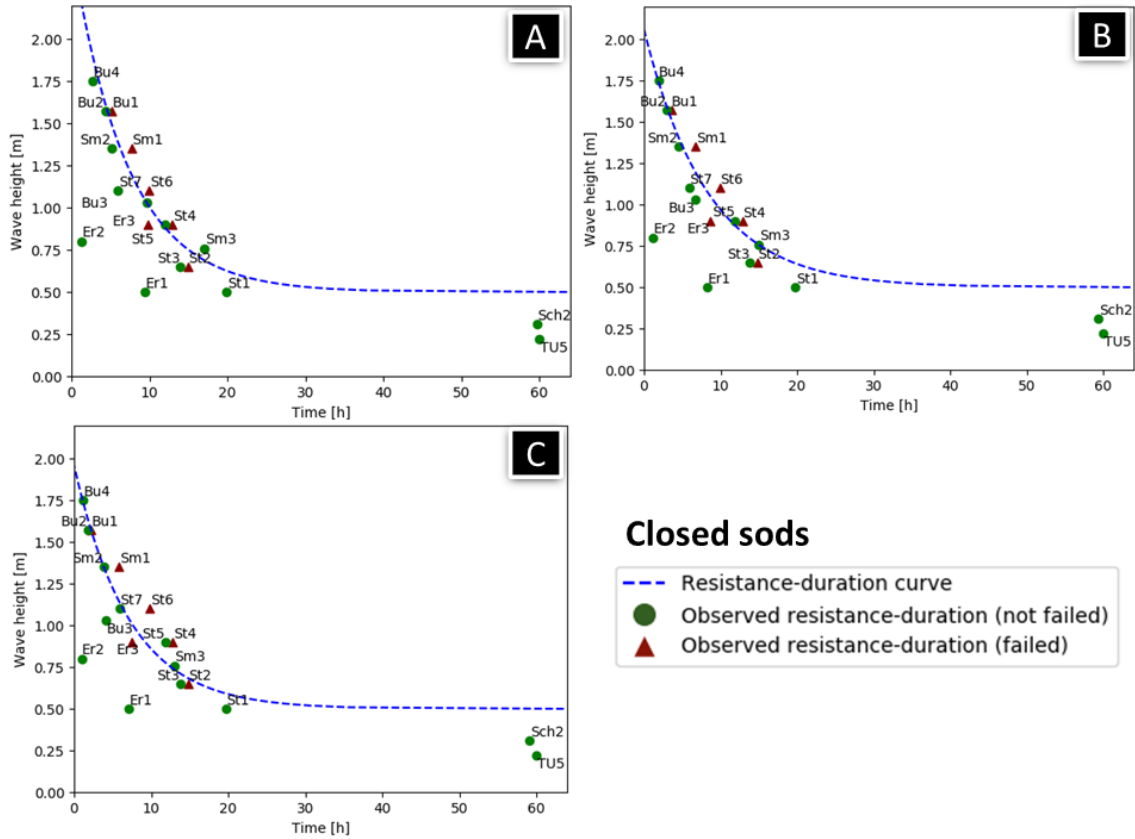 A
2.00
1.75
1.50
1.25
1.00
0.75
0.50
0.25
0.00
Wave height [m]
Bu4
Bu2 Bu1
Sm2 Sm1
St7 St6
Bu3
Er3 St4
Er2 St5 Sm3
St3 St2
Er1 St1
Sch2
TU5
0 10 20 30 40 50 60
Time [h]
B
2.00
1.75
1.50
1.25
1.00
0.75
0.50
0.25
0.00
Wave height [m]
Bu4
Bu2 Bu1
Sm2 Sm1
St7 St6
Bu3 St5 St4
Er2 Er3 Sm3
St3 St2
Er1 St1
Sch2
TU5
0 10 20 30 40 50 60
Time [h]
C
2.00
1.75
1.50
1.25
1.00
0.75
0.50
0.25
0.00
Wave height [m]
Bu4
Bu2 Bu1
Sm2 Sm1
St7 St6
Bu3 St5 St4
Er2 Er3 Sm3
St3 St2
Er1 St1
Sch2
TU5
0 10 20 30 40 50 60
Time [h]
Closed sods
Resistance-duration curve
Observed resistance-duration (not failed)
Observed resistance-duration (failed)